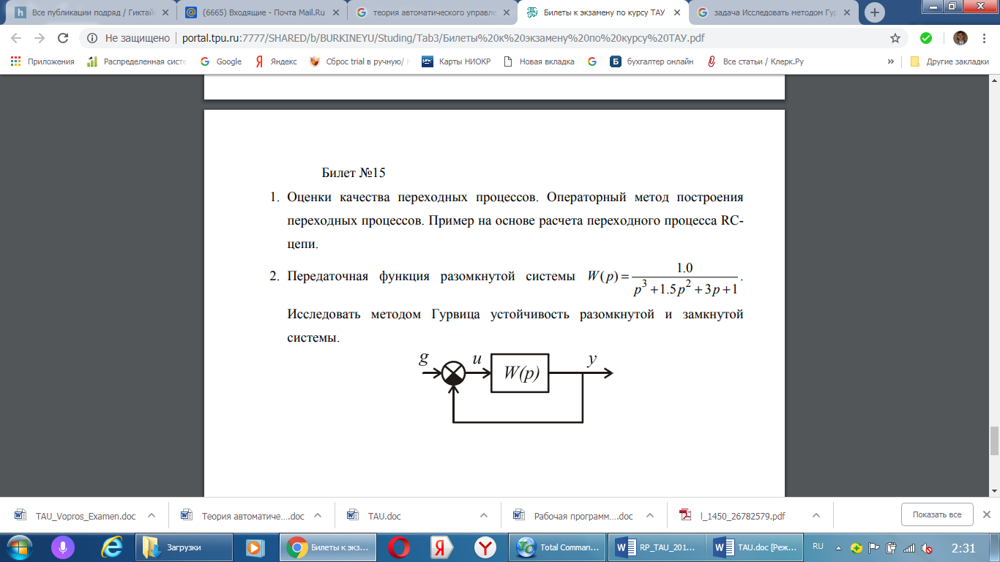 Все публикации подряд / Гиктай
(6665) Входящие - Почта Mail.Ru
теория автоматического управле
Билеты к экзамену по курсу ТАУ
задача Исследовать методом Гур
Не защищено
portal.tpu.ru:7777/SHARED/b/BURKINEYU/Studing/Tab3/Билеты%20к%20экзамену%20по%20курсу%20ТАУ.pdf
Приложения
Распределенная систе
Google
Яндекс
Сброс trial в ручную/
Карты НИОКР
Новая вкладка
бухгалтер онлайн
Все статьи / Клерк.Ру
»
Другие закладки
Билет №15
1. Оценки качества переходных процессов. Операторный метод построения
переходных процессов. Пример на основе расчета переходного процесса RC-
цепи.
2. Передаточная функция разомкнутой системы W(p) = 1.0 / (p³ +1.5p² +3p +1).
Исследовать методом Гурвица устойчивость разомкнутой и замкнутой
системы.
g u W(p) y
TAU_Vopros_Examen.doc
Теория автоматиче....doc
TAU.doc
Рабочая программ....doc
l_1450_26782579.pdf
Показать все
Загрузки
Билеты к экз...
Total Comman...
RP_TAU_201...
TAU.doc [Реж...
RU
2:31